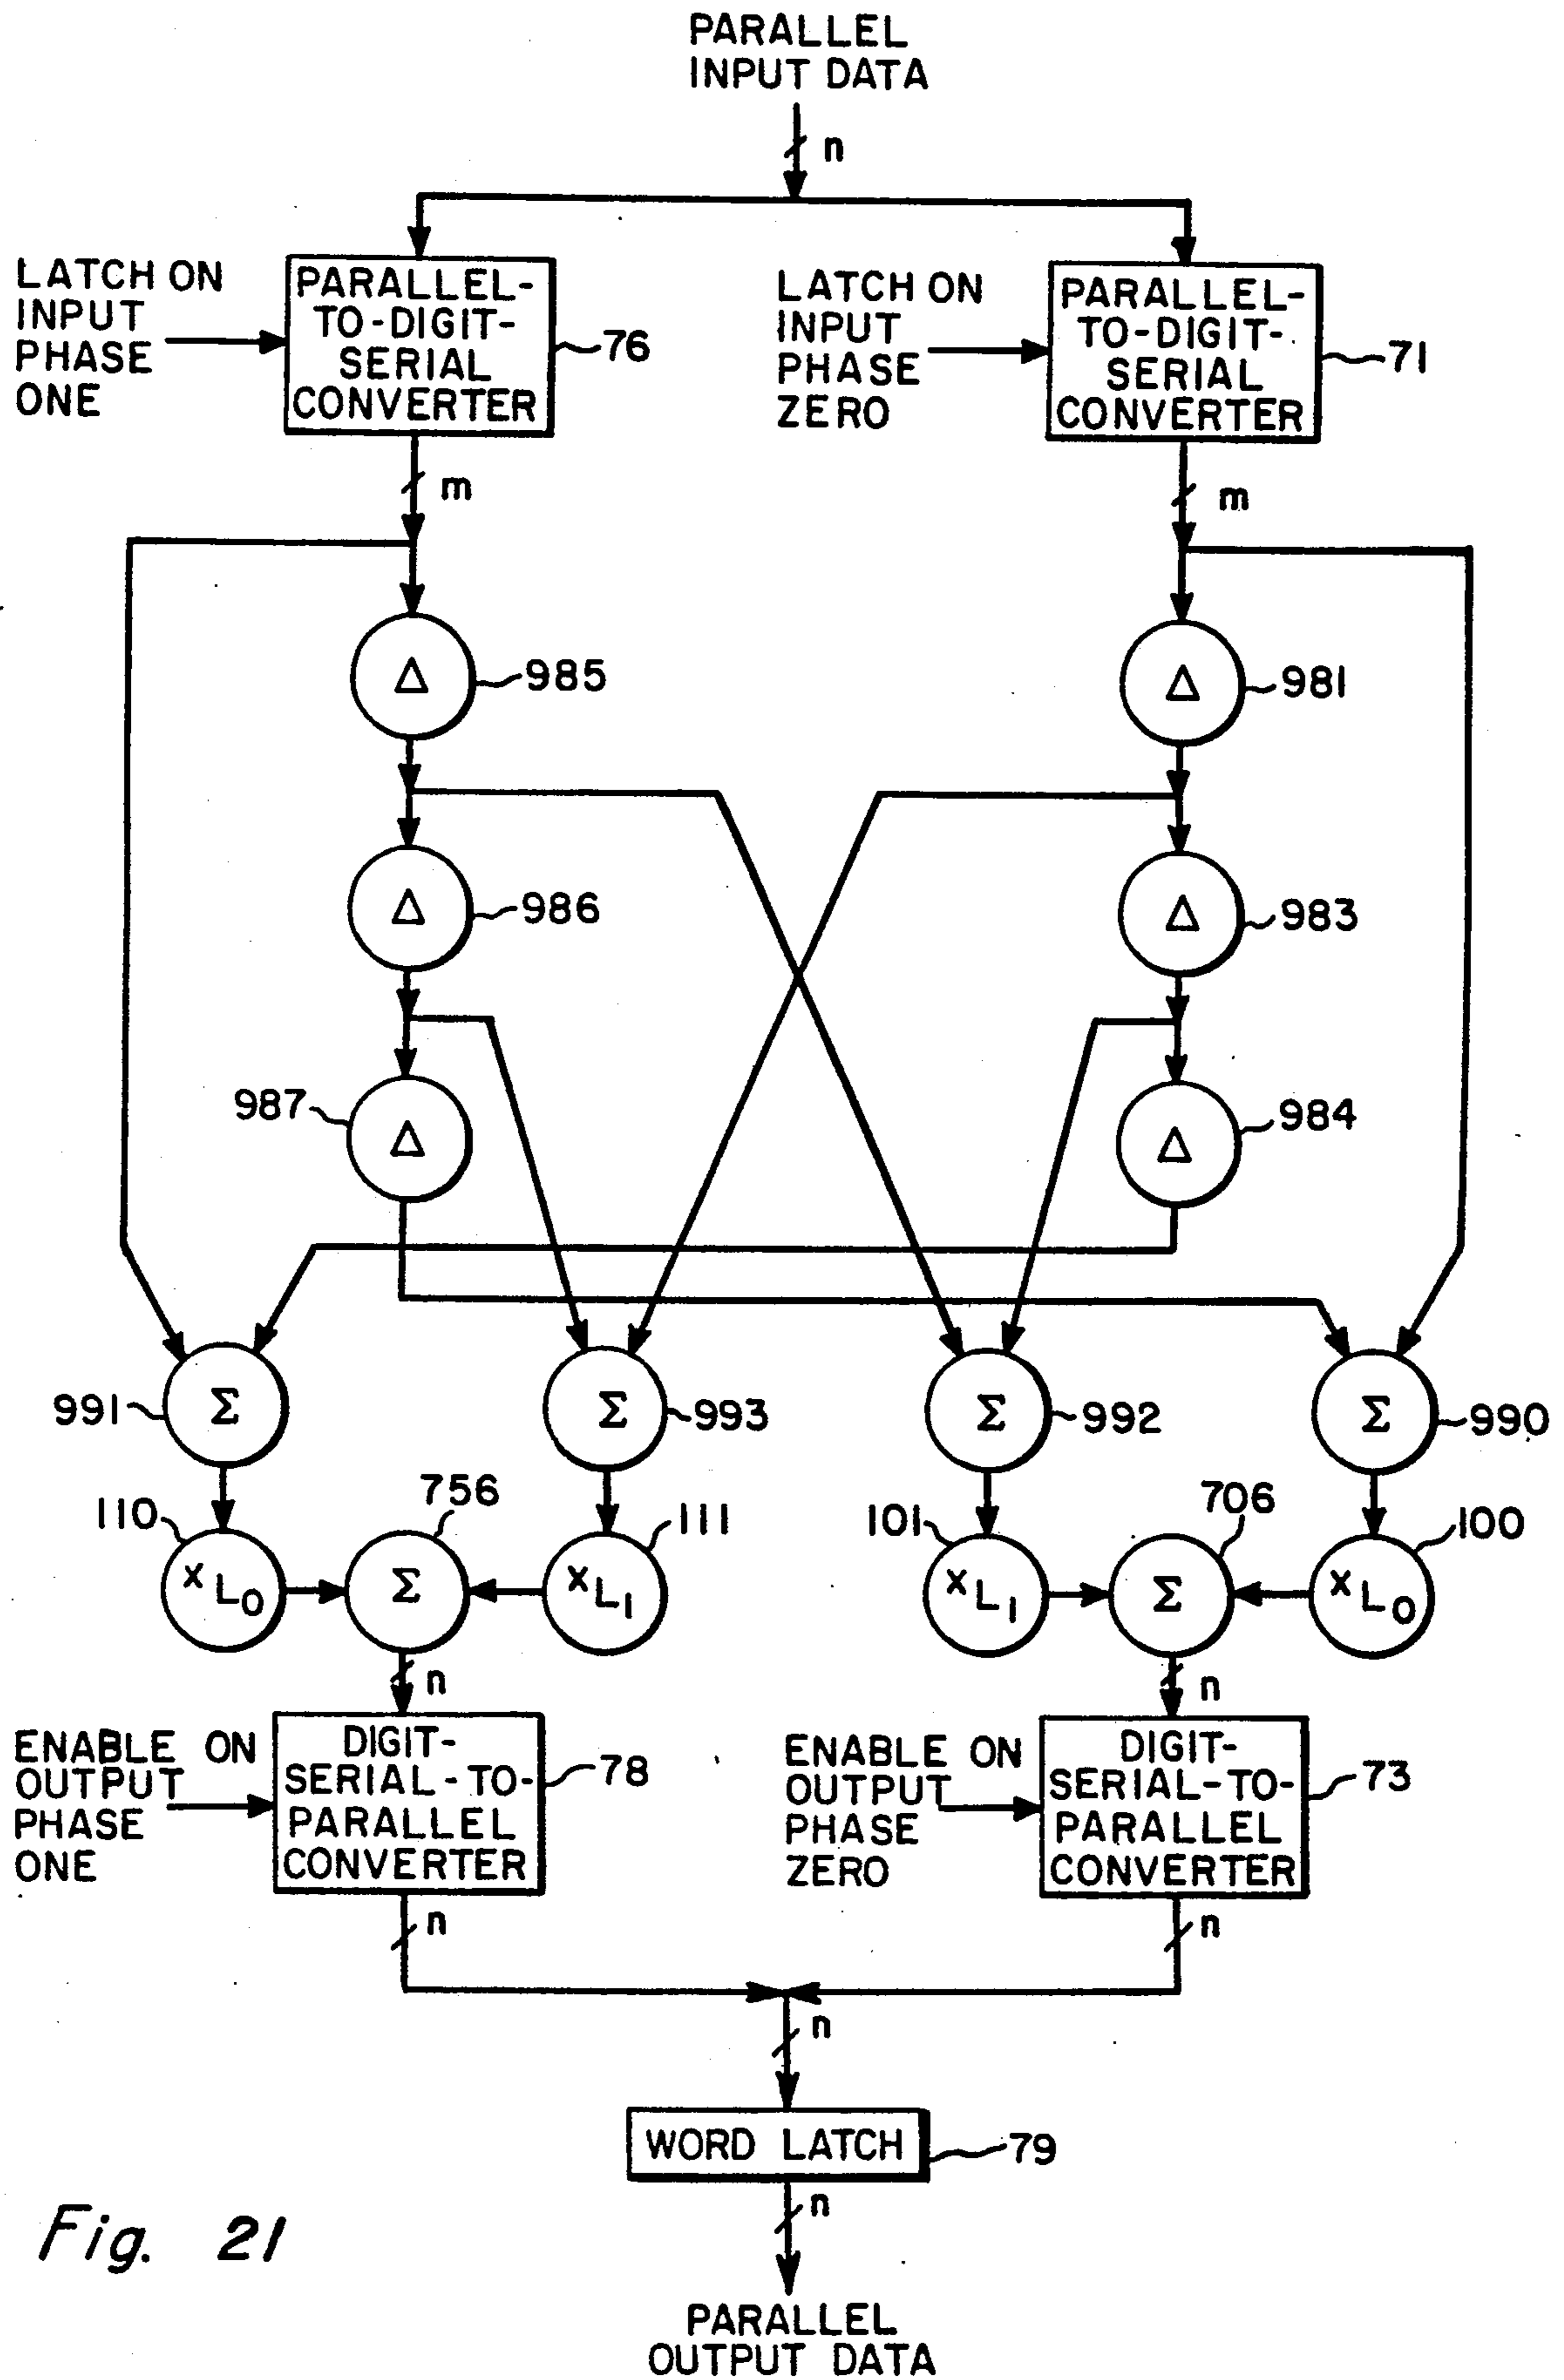 PARALLEL
INPUT DATA
n
LATCH ON
INPUT
PHASE
ONE
PARALLEL-
TO-DIGIT-
SERIAL
CONVERTER
76
LATCH ON
INPUT
PHASE
ZERO
PARALLEL-
TO-DIGIT-
SERIAL
CONVERTER
71
m
m
Δ
985
Δ
981
Δ
986
Δ
983
987
Δ
Δ
984
991
Σ
Σ
993
Σ
992
Σ
990
110
756
111
101
706
100
xL0
Σ
xL1
xL1
Σ
xL0
n
n
ENABLE ON
OUTPUT
PHASE
ONE
DIGIT-
SERIAL-TO-
PARALLEL
CONVERTER
78
ENABLE ON
OUTPUT
PHASE
ZERO
DIGIT-
SERIAL-TO-
PARALLEL
CONVERTER
73
n
n
n
WORD LATCH
79
n
Fig. 21
PARALLEL
OUTPUT DATA